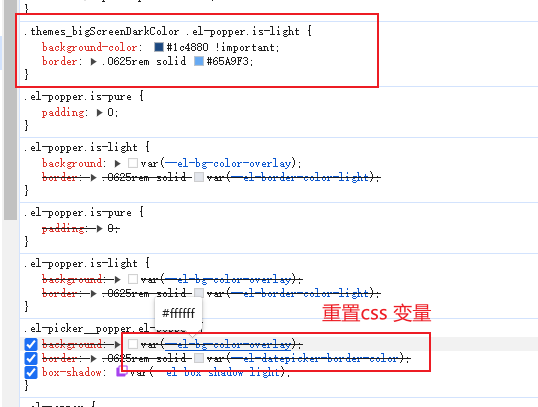 .themes_bigScreenDarkColor .el-popper.is-light {
background-color: #1c4880 !important;
border: .0625rem solid #65A9F3;
}
.el-popper.is-pure {
padding: 0;
}
.el-popper.is-light {
background: var(--el-bg-color-overlay);
border: .0625rem solid var(--el-border-color-light);
}
.el-popper.is-pure {
padding: 0;
}
.el-popper.is-light {
background: var(--el-bg-color-overlay);
border: .0625rem solid var(--el-border-color-light);
}
#ffffff
重置css 变量
.el-picker__popper.el-popper {
background: var(--el-bg-color-overlay);
border: .0625rem solid var(--el-datepicker-border-color);
box-shadow: var(--el-box-shadow-light);
}